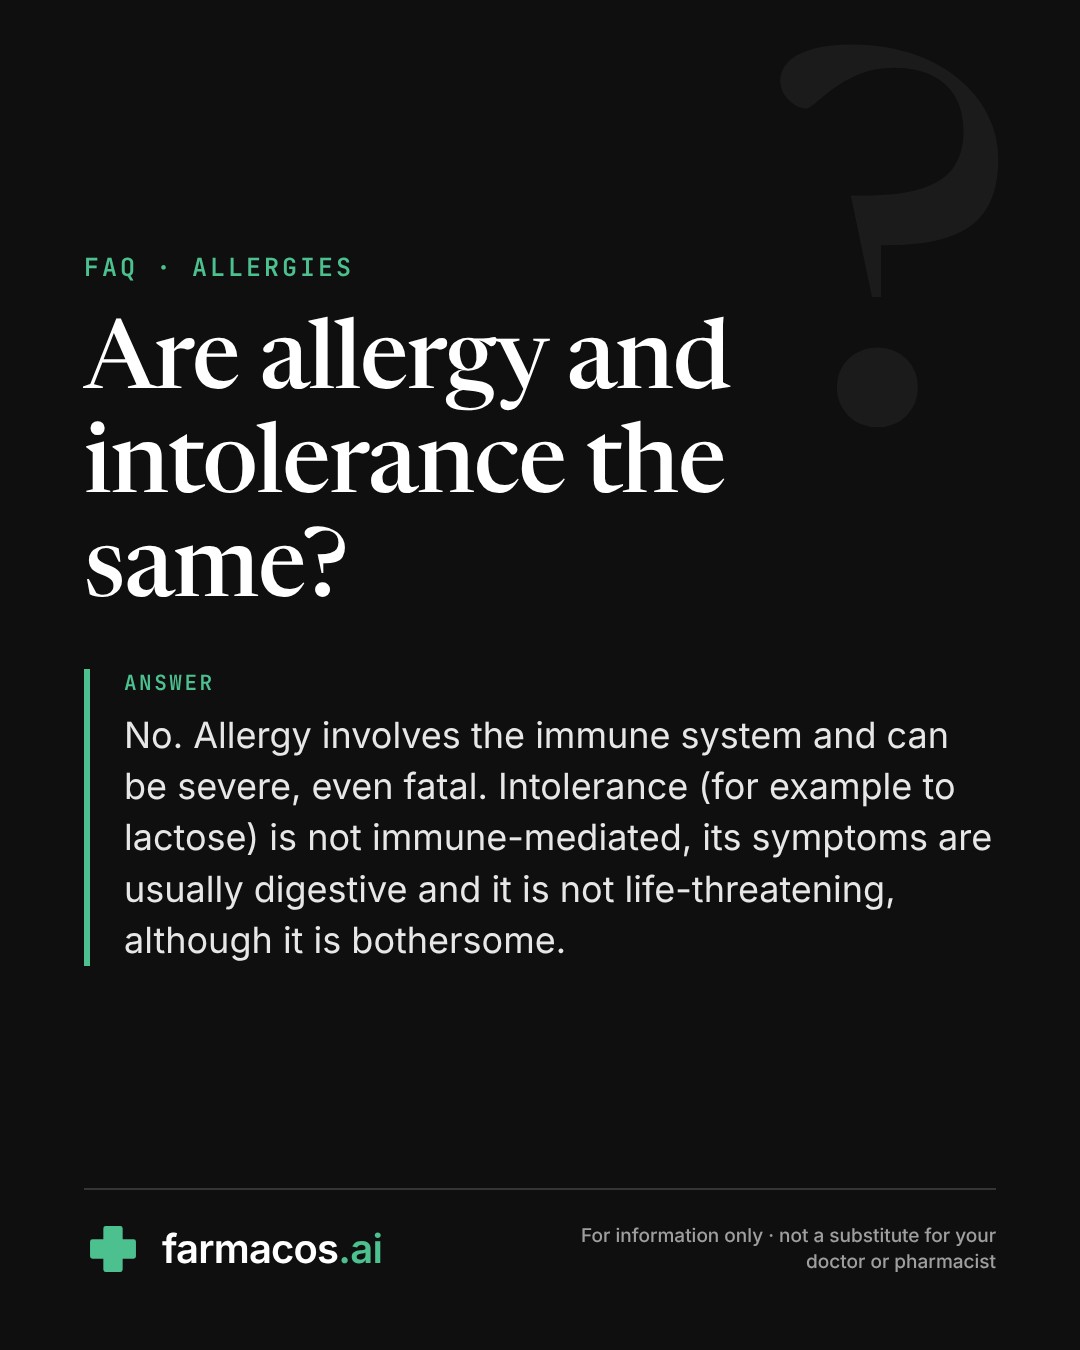 FAQ · ALLERGIES
Are allergy and
intolerance the
same?
ANSWER
No. Allergy involves the immune system and can
be severe, even fatal. Intolerance (for example to
lactose) is not immune-mediated, its symptoms are
usually digestive and it is not life-threatening,
although it is bothersome.
farmacos.ai
For information only · not a substitute for your
doctor or pharmacist
?